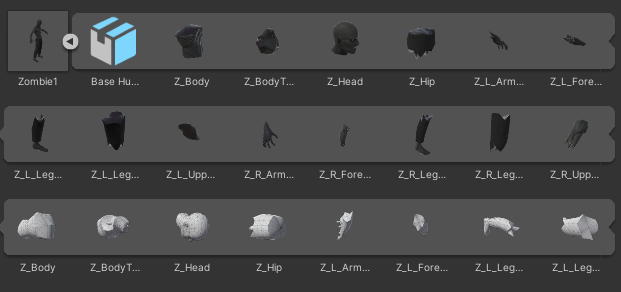 Zombie1 Base Hu... Z_Body Z_BodyT... Z_Head Z_Hip Z_L_Arm... Z_L_Fore...
Z_L_Leg... Z_L_Leg... Z_L_Upp... Z_R_Arm... Z_R_Fore... Z_R_Leg... Z_R_Leg... Z_R_Upp...
Z_Body Z_BodyT... Z_Head Z_Hip Z_L_Arm... Z_L_Fore... Z_L_Leg... Z_L_Leg...